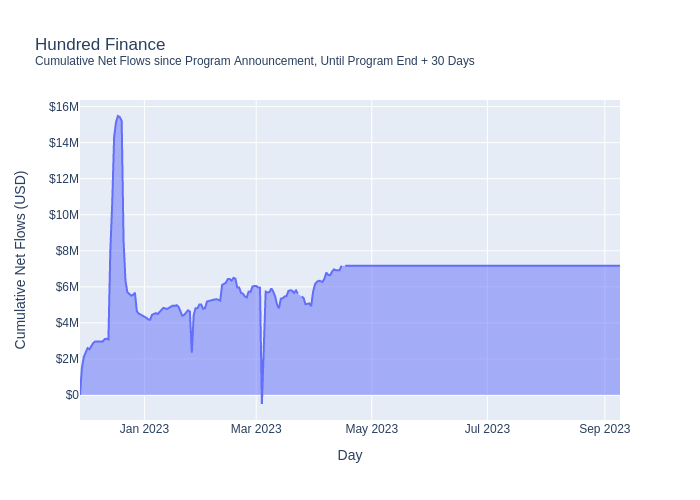 Hundred Finance
Cumulative Net Flows since Program Announcement, Until Program End + 30 Days
Cumulative Net Flows (USD)
$16M
$14M
$12M
$10M
$8M
$6M
$4M
$2M
$0
Jan 2023
Mar 2023
May 2023
Jul 2023
Sep 2023
Day